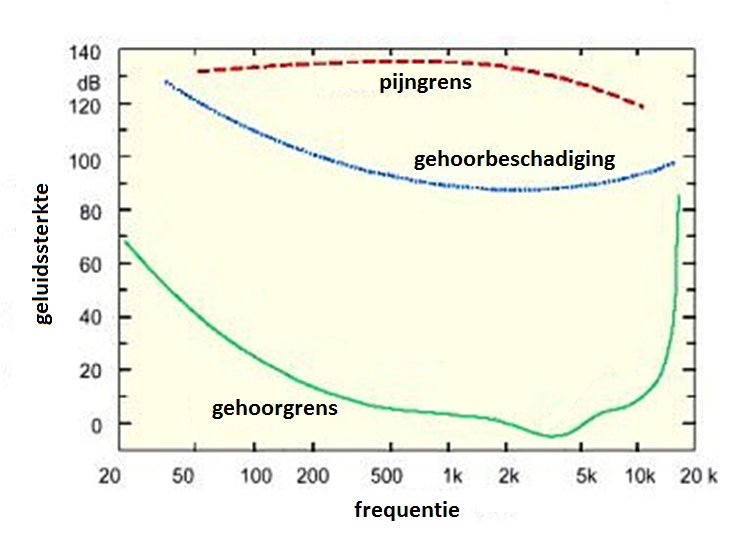 140
dB
120
100
80
60
40
20
0
geluidssterkte
pijngrens
gehoorbeschadiging
gehoorgrens
20 50 100 200 500 1k 2k 5k 10k 20 k
frequentie